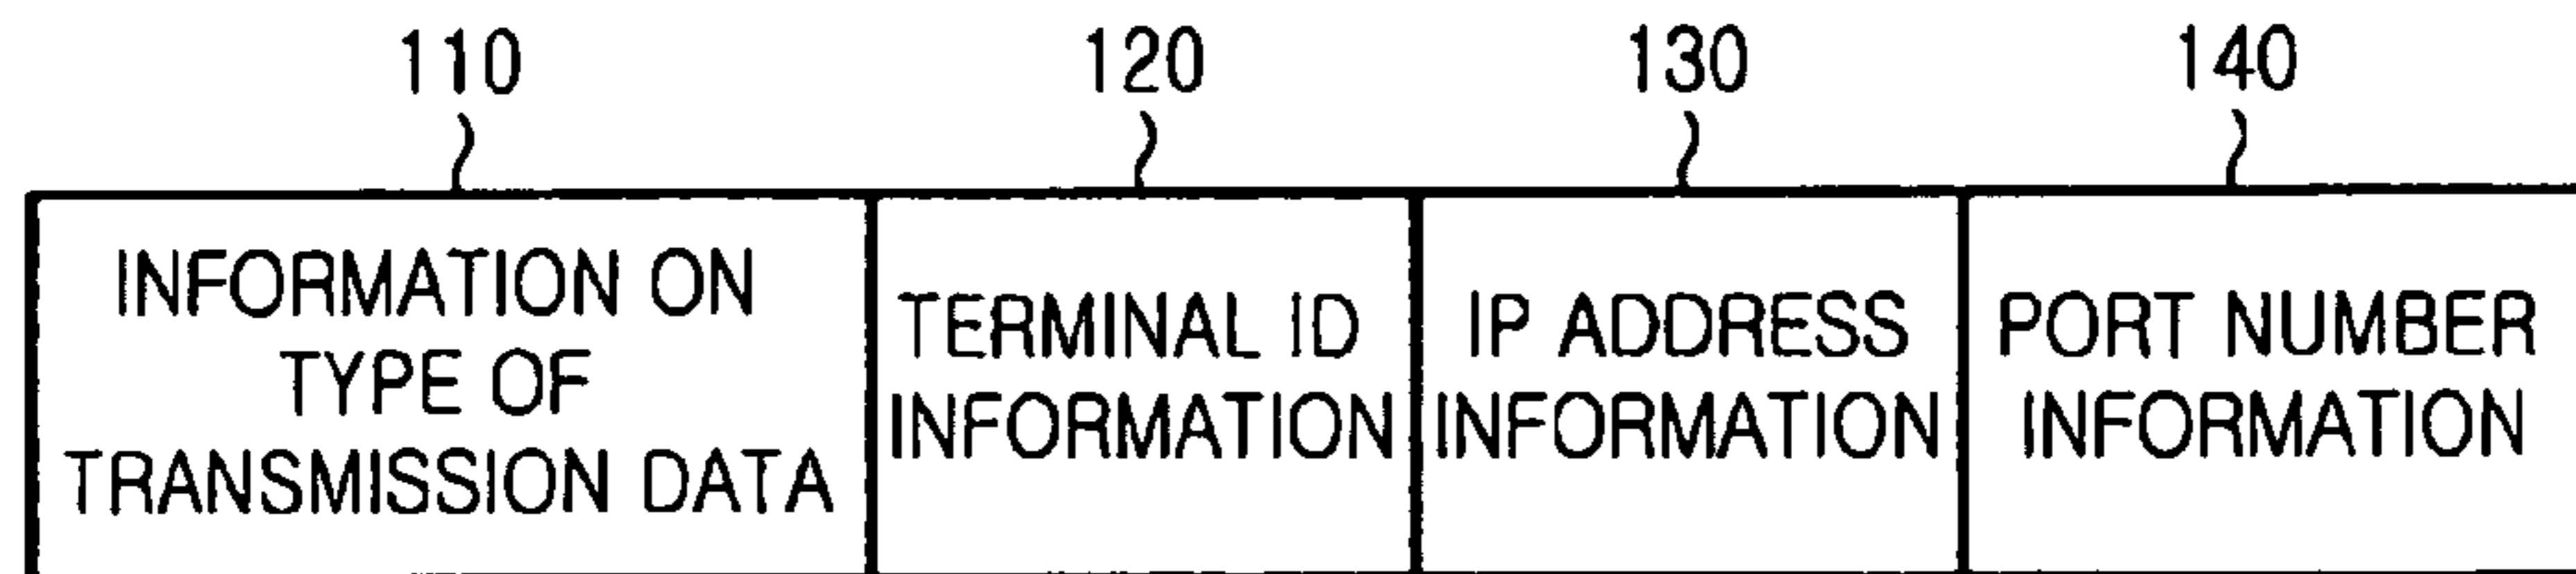 110 120 130 140
INFORMATION ON
TYPE OF
TRANSMISSION DATA
TERMINAL ID
INFORMATION
IP ADDRESS
INFORMATION
PORT NUMBER
INFORMATION